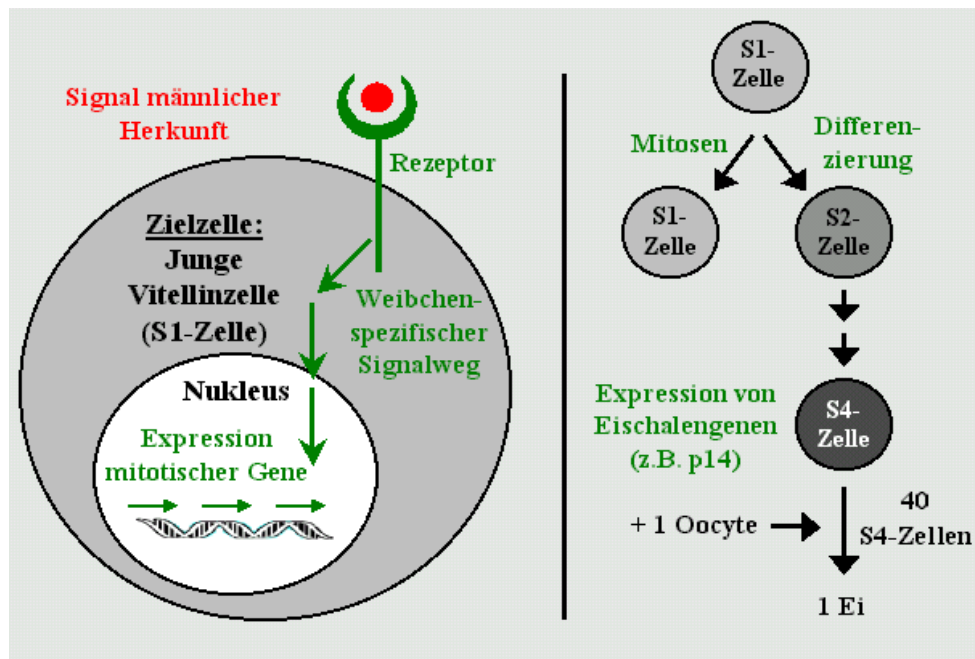 Signal männlicher
Herkunft
Rezeptor
Zielzelle:
Junge
Vitellinzelle
(S1-Zelle)
Weibchen-
spezifischer
Signalweg
Nukleus
Expression
mitotischer Gene
S1-
Zelle
Mitosen
Differen-
zierung
S1-
Zelle
S2-
Zelle
Expression von
Eischalengenen
(z.B. p14)
S4-
Zelle
+ 1 Oocyte
40
S4-Zellen
1 Ei